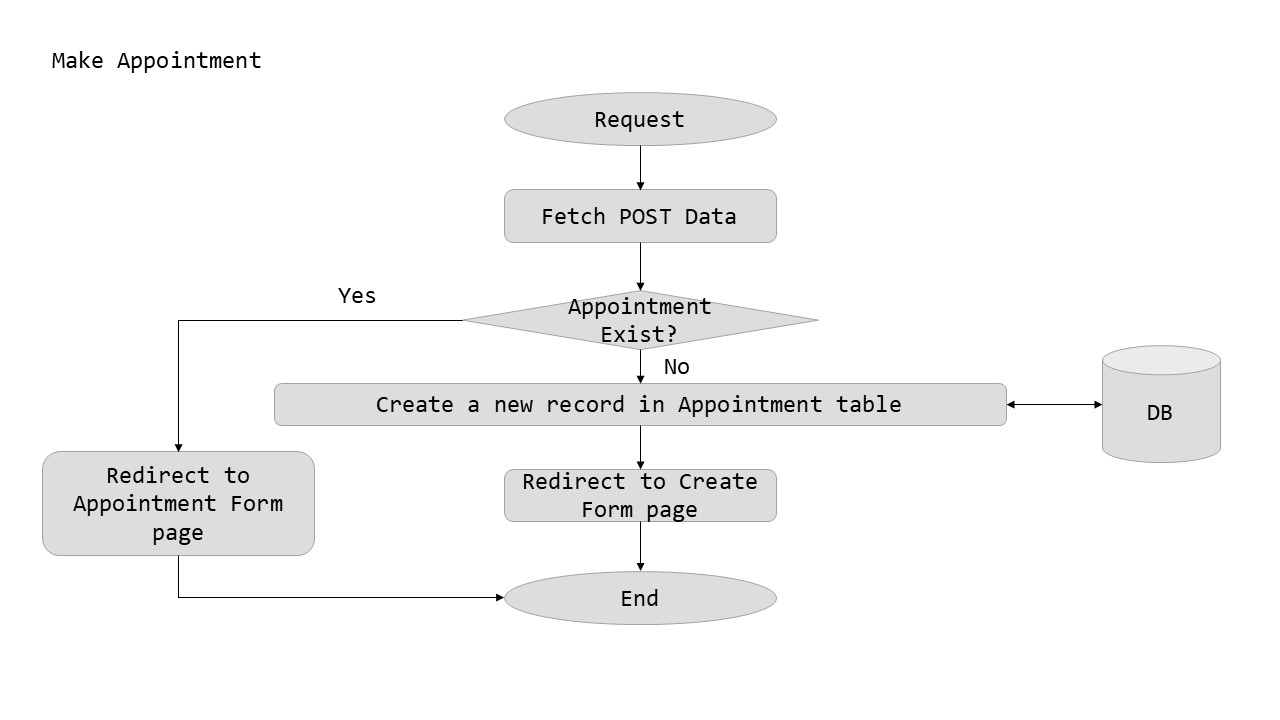 Make Appointment
Request
Fetch POST Data
Appointment
Exist?
Yes
No
Create a new record in Appointment table
DB
Redirect to
Appointment Form
page
Redirect to Create
Form page
End